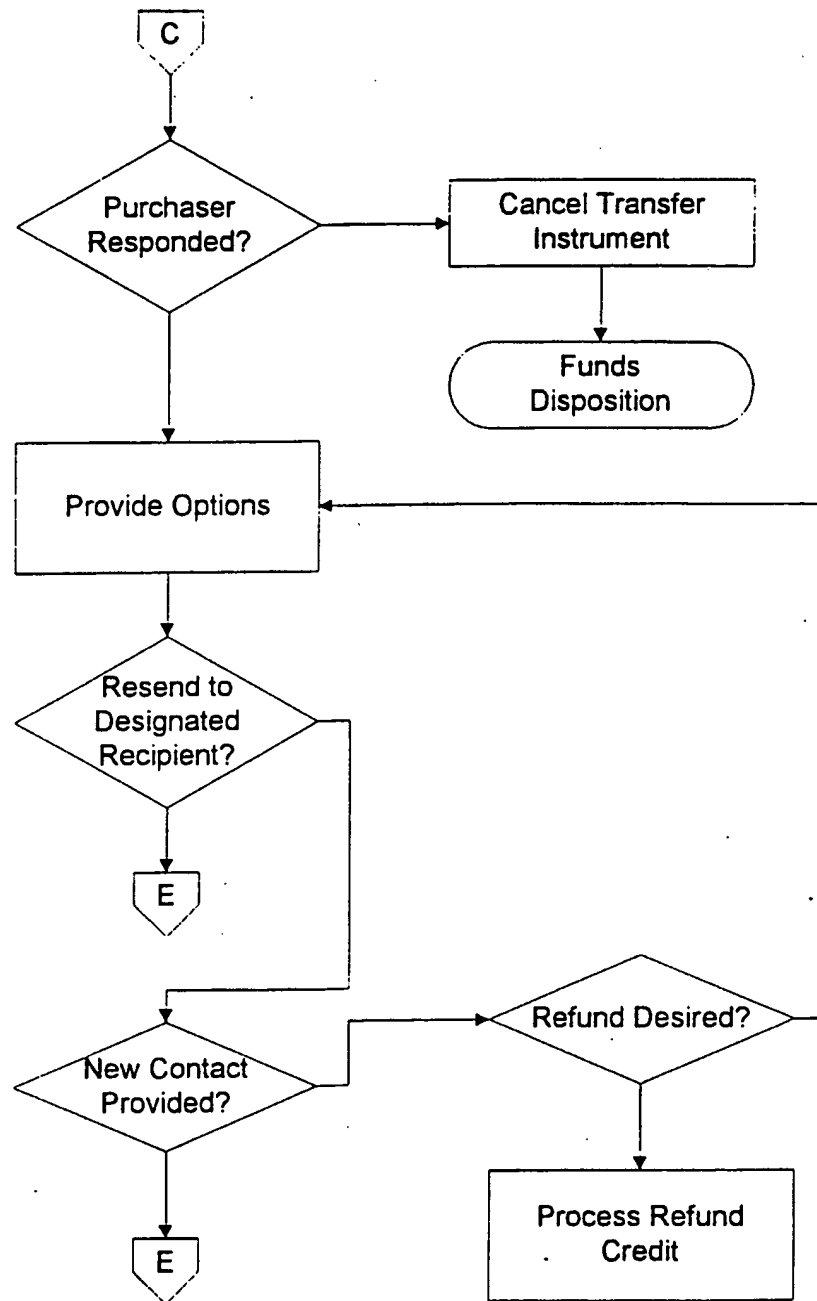 C
Purchaser
Responded?
Cancel Transfer
Instrument
Funds
Disposition
Provide Options
Resend to
Designated
Recipient?
E
New Contact
Provided?
Refund Desired?
E
Process Refund
Credit